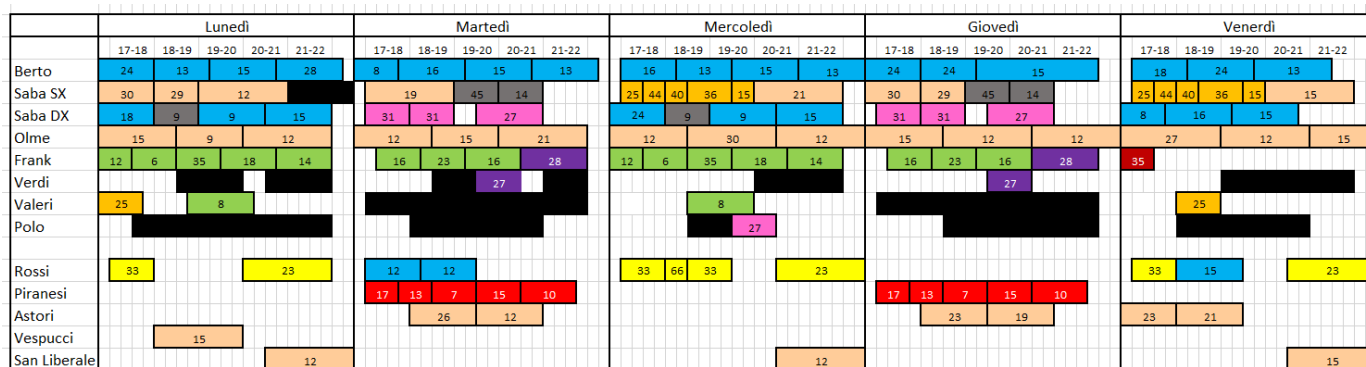 Lunedì Martedì Mercoledì Giovedì Venerdì
17-18 18-19 19-20 20-21 21-22 17-18 18-19 19-20 20-21 21-22 17-18 18-19 19-20 20-21 21-22 17-18 18-19 19-20 20-21 21-22 17-18 18-19 19-20 20-21 21-22
Berto 24 13 15 28 8 16 15 13 16 13 15 13 24 24 15 18 24 13
Saba SX 30 29 12 19 45 14 25 44 40 36 15 21 30 29 45 14 25 44 40 36 15 15
Saba DX 18 9 9 15 31 31 27 24 9 9 15 31 31 27 8 16 15
Olme 15 9 12 12 15 21 12 30 12 15 12 12 27 12 15
Frank 12 6 35 18 14 16 23 16 28 12 6 35 18 14 16 23 16 28 35
Verdi 27 27
Valeri 25 8 8 25
Polo 27
Rossi 33 23 12 12 33 66 33 23 33 15 23
Piranesi 17 13 7 15 10 17 13 7 15 10
Astori 26 12 23 19 23 21
Vespucci 15
San Liberale 12 12 15